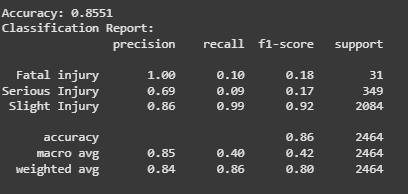 Accuracy: 0.8551
Classification Report:
precision recall f1-score support
Fatal injury 1.00 0.10 0.18 31
Serious Injury 0.69 0.09 0.17 349
Slight Injury 0.86 0.99 0.92 2084
accuracy 0.86 2464
macro avg 0.85 0.40 0.42 2464
weighted avg 0.84 0.86 0.80 2464